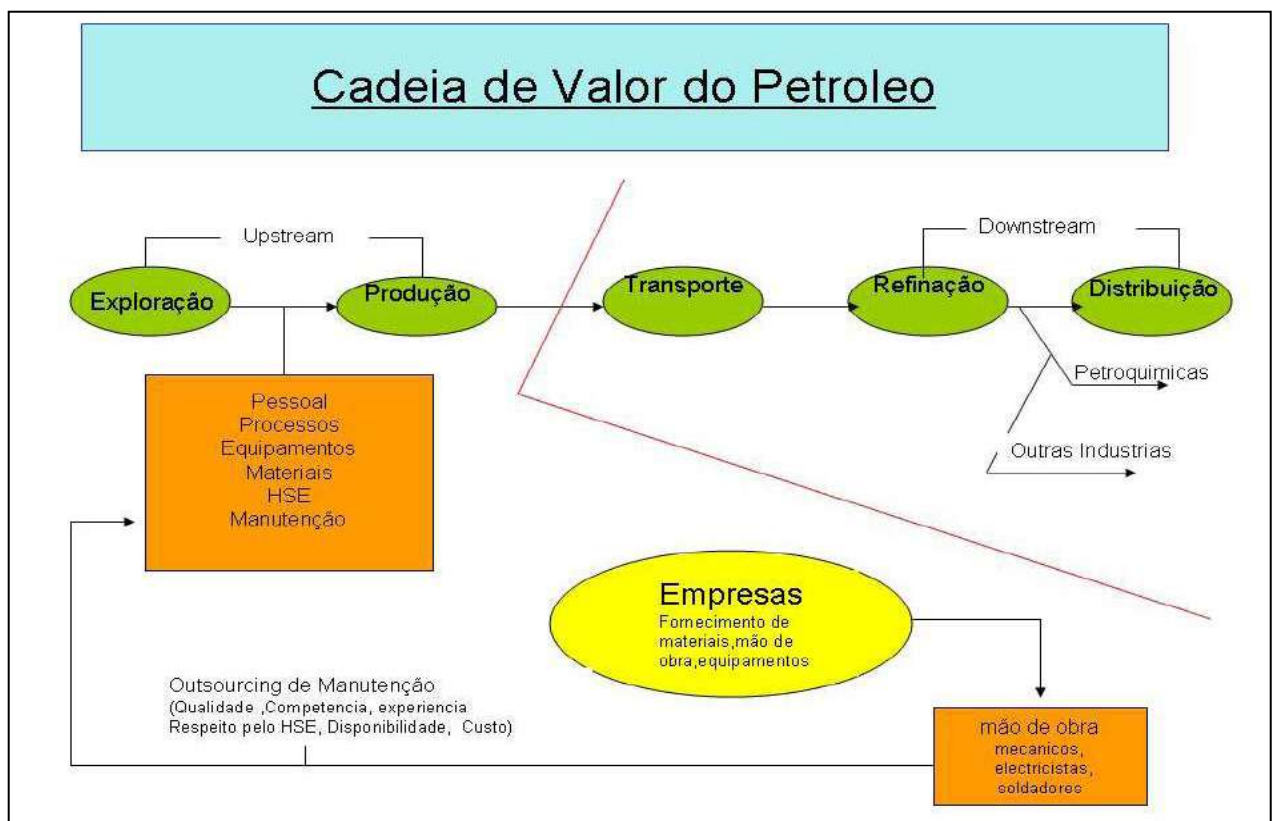 Cadeia de Valor do Petroleo
Upstream
Downstream
Exploração
Produção
Transporte
Refinação
Distribuição
Petroquimicas
Outras Industrias
Pessoal
Processos
Equipamentos
Materiais
HSE
Manutenção
Empresas
Fornecimento de
materiais,mão de
obra,equipamentos
Outsourcing de Manutenção
(Qualidade ,Competencia, experiencia
Respeito pelo HSE, Disponibilidade, Custo)
mão de obra
mecanicos,
electricistas,
soldadores